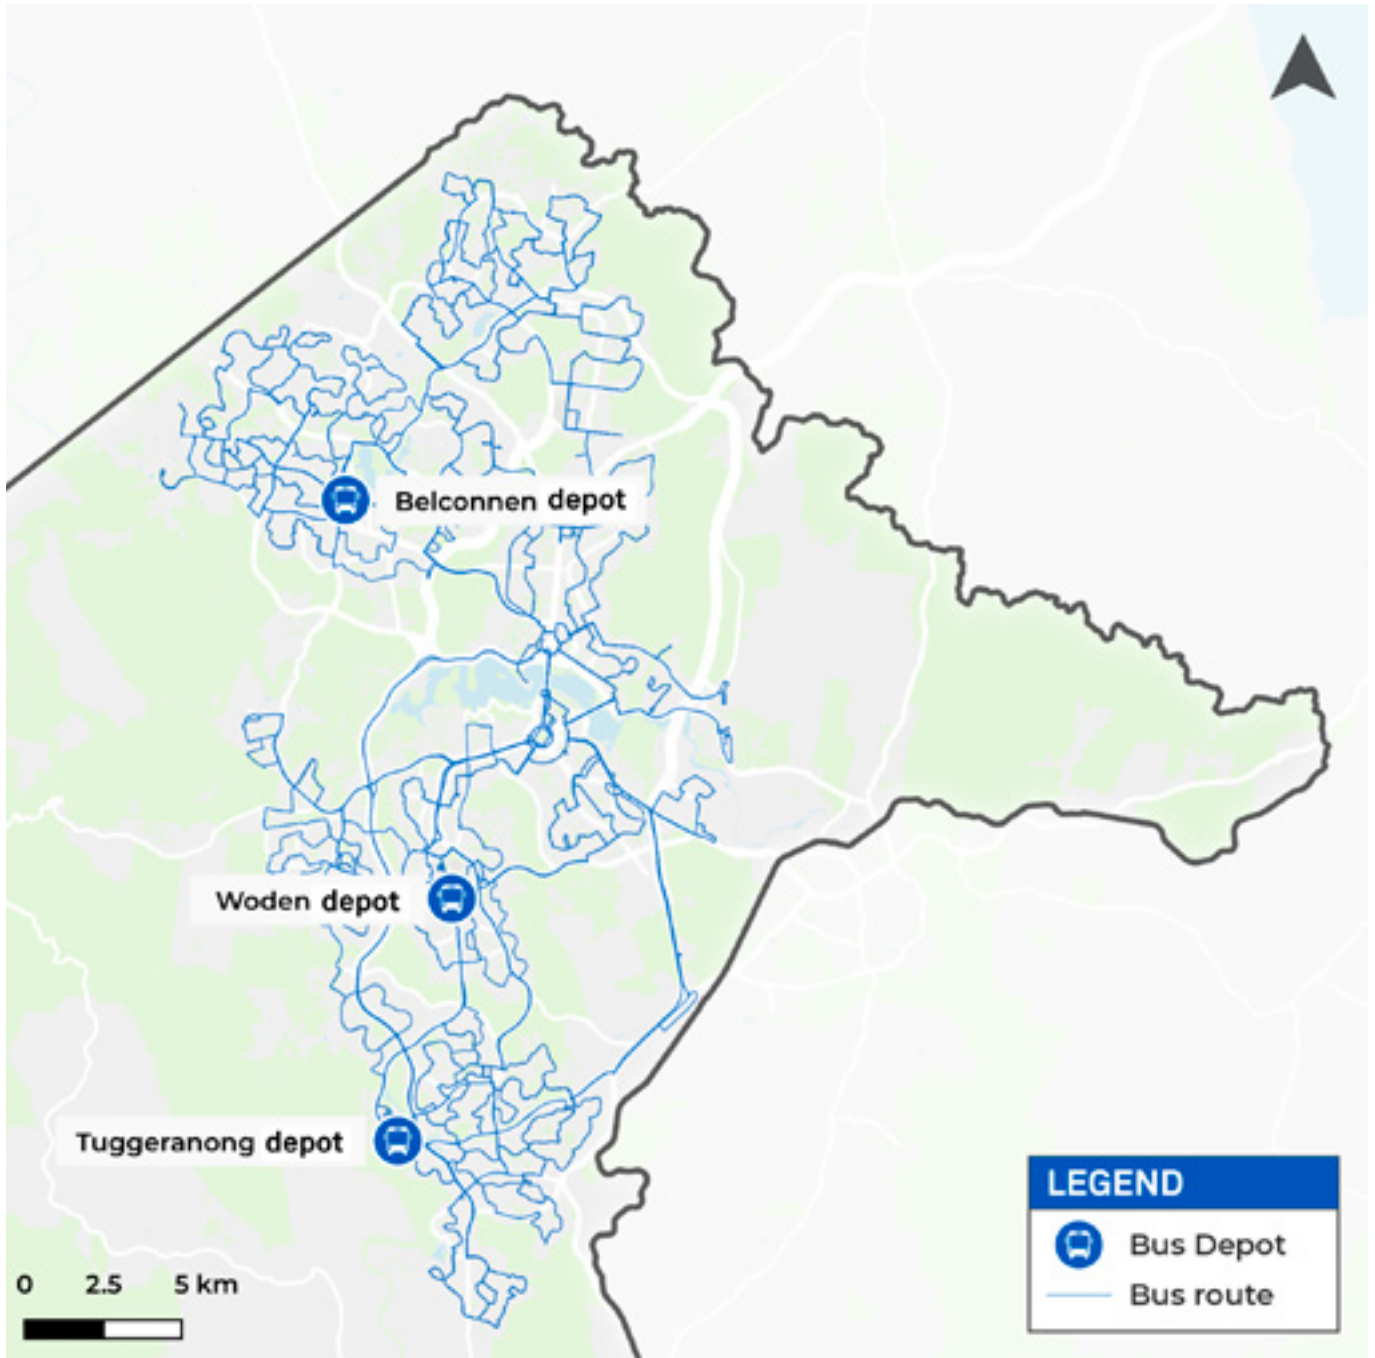 Belconnen depot
Woden depot
Tuggeranong depot
LEGEND
Bus Depot
Bus route
0 2.5 5 km